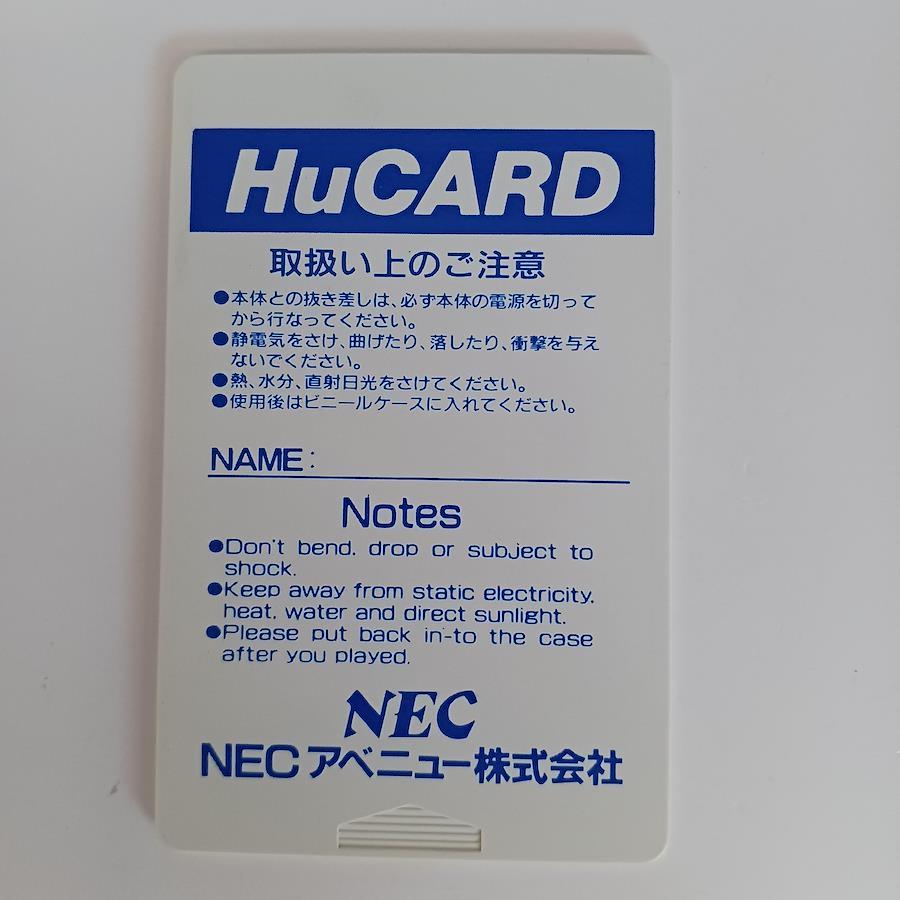 HuCARD
取扱い上のご注意
●本体との抜き差しは、必ず本体の電源を切って
から行なってください。
●静電気をさけ、曲げたり、落したり、衝撃を与え
ないでください。
●熱、水分、直射日光をさけてください。
●使用後はビニールケースに入れてください。
NAME:
Notes
●Don't bend. drop or subject to
shock.
●Keep away from static electricity.
heat. water and direct sunlight.
●Please put back in-to the case
after you played.
NEC
NECアベニュー株式会社